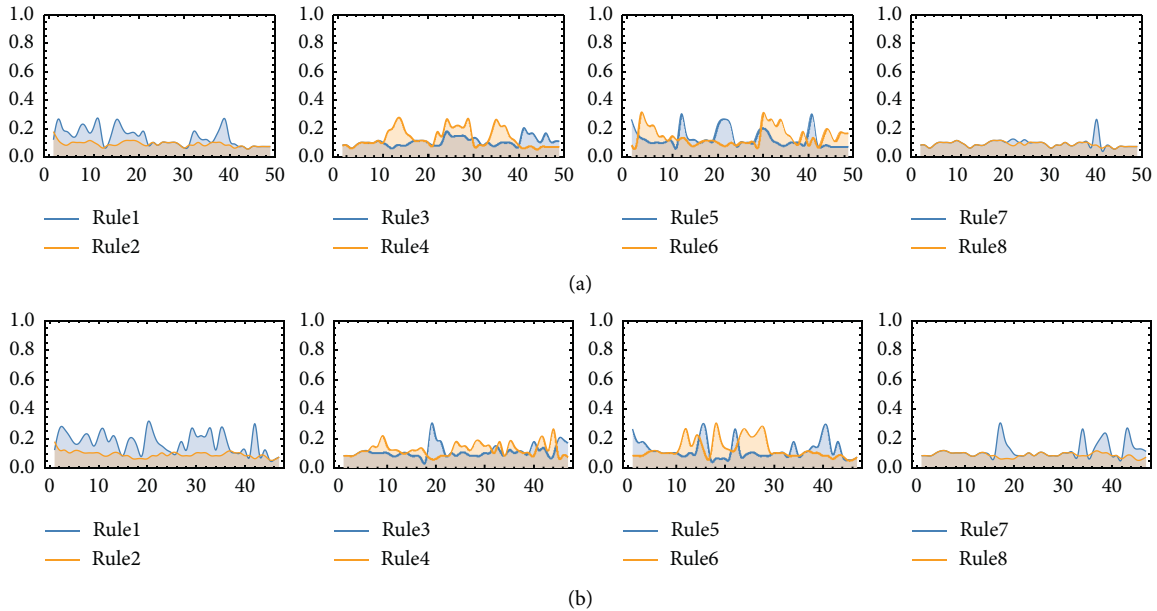 1.0 1.0 1.0 1.0
0.8 0.8 0.8 0.8
0.6 0.6 0.6 0.6
0.4 0.4 0.4 0.4
0.2 0.2 0.2 0.2
0.0 0.0 0.0 0.0
0 10 20 30 40 50 0 10 20 30 40 50 0 10 20 30 40 50 0 10 20 30 40 50
Rule1 Rule3 Rule5 Rule7
Rule2 Rule4 Rule6 Rule8
(a)
1.0 1.0 1.0 1.0
0.8 0.8 0.8 0.8
0.6 0.6 0.6 0.6
0.4 0.4 0.4 0.4
0.2 0.2 0.2 0.2
0.0 0.0 0.0 0.0
0 10 20 30 40 0 10 20 30 40 0 10 20 30 40 0 10 20 30 40
Rule1 Rule3 Rule5 Rule7
Rule2 Rule4 Rule6 Rule8
(b)